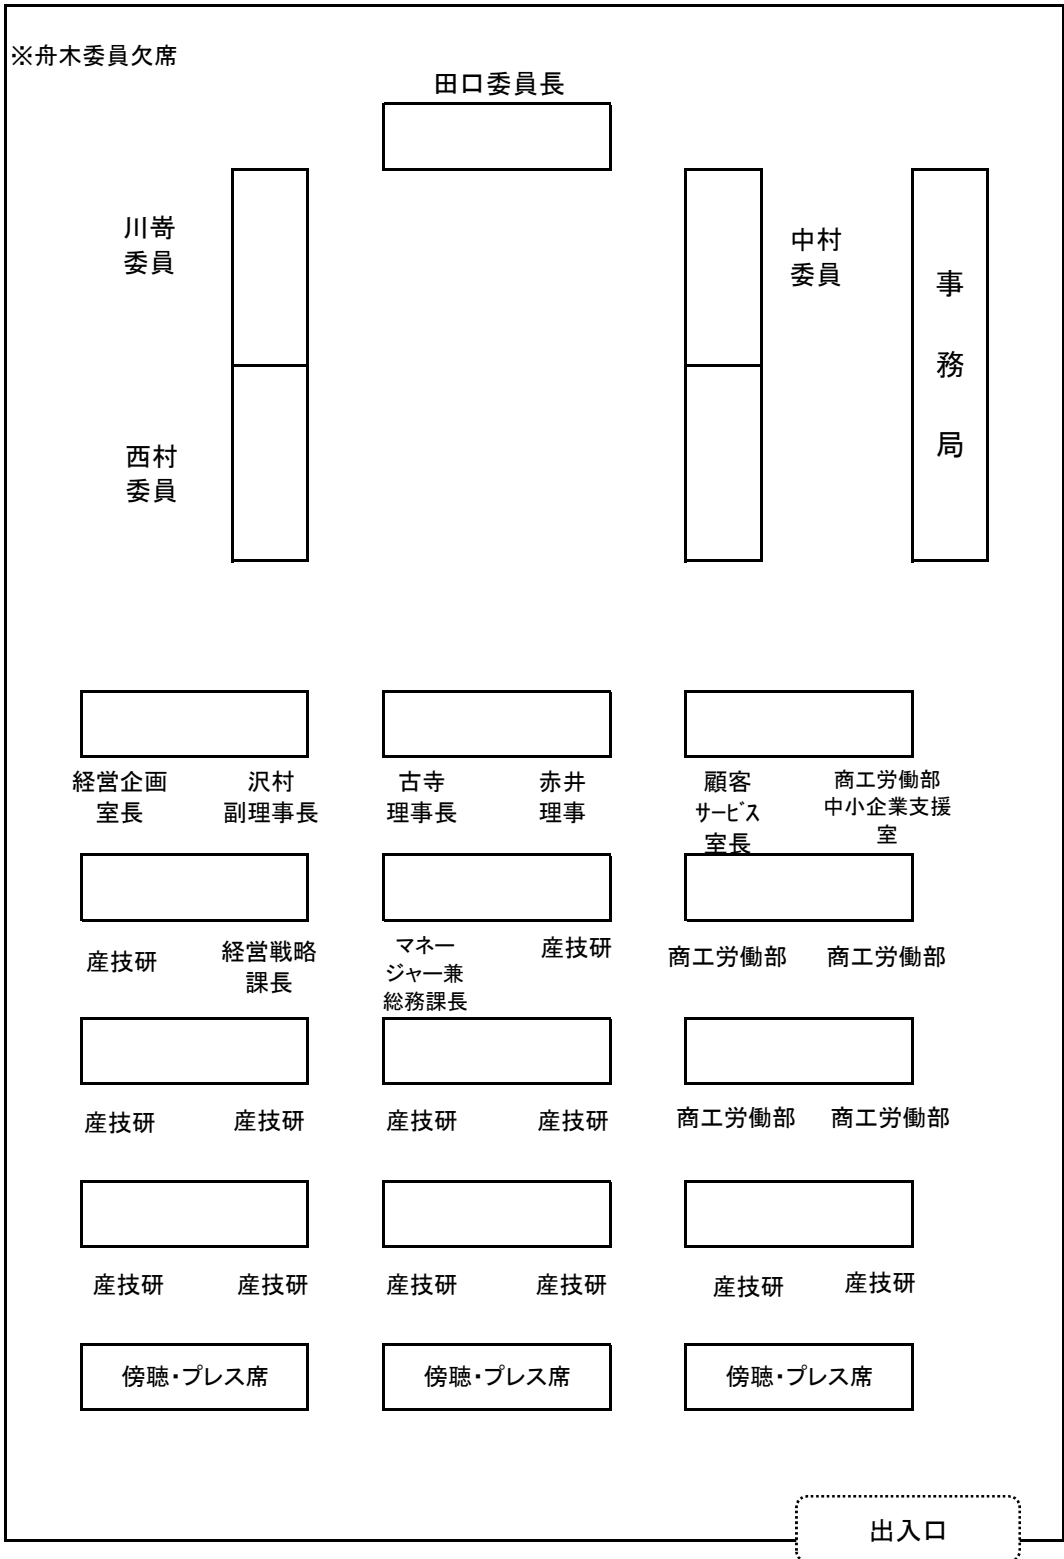 ※舟木委員欠席
田口委員長
川嵜
委員
中村
委員
事
務
局
西村
委員
経営企画
室長
沢村
副理事長
古寺
理事長
赤井
理事
顧客
ｻｰﾋﾞｽ
室長
商工労働部
中小企業支援
室
産技研
経営戦略
課長
マネー
ジャー兼
総務課長
産技研
商工労働部
商工労働部
産技研
産技研
産技研
産技研
商工労働部
商工労働部
産技研
産技研
産技研
産技研
産技研
産技研
傍聴・プレス席
傍聴・プレス席
傍聴・プレス席
出入口